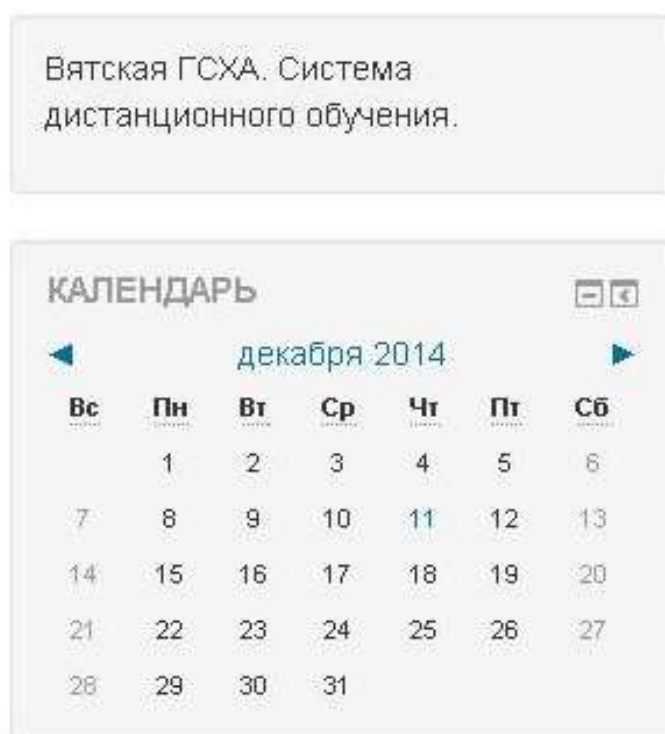 Вятская ГСХА. Система
дистанционного обучения.
КАЛЕНДАРЬ
декабря 2014
Вс Пн Вт Ср Чт Пт Сб
1 2 3 4 5 6
7 8 9 10 11 12 13
14 15 16 17 18 19 20
21 22 23 24 25 26 27
28 29 30 31